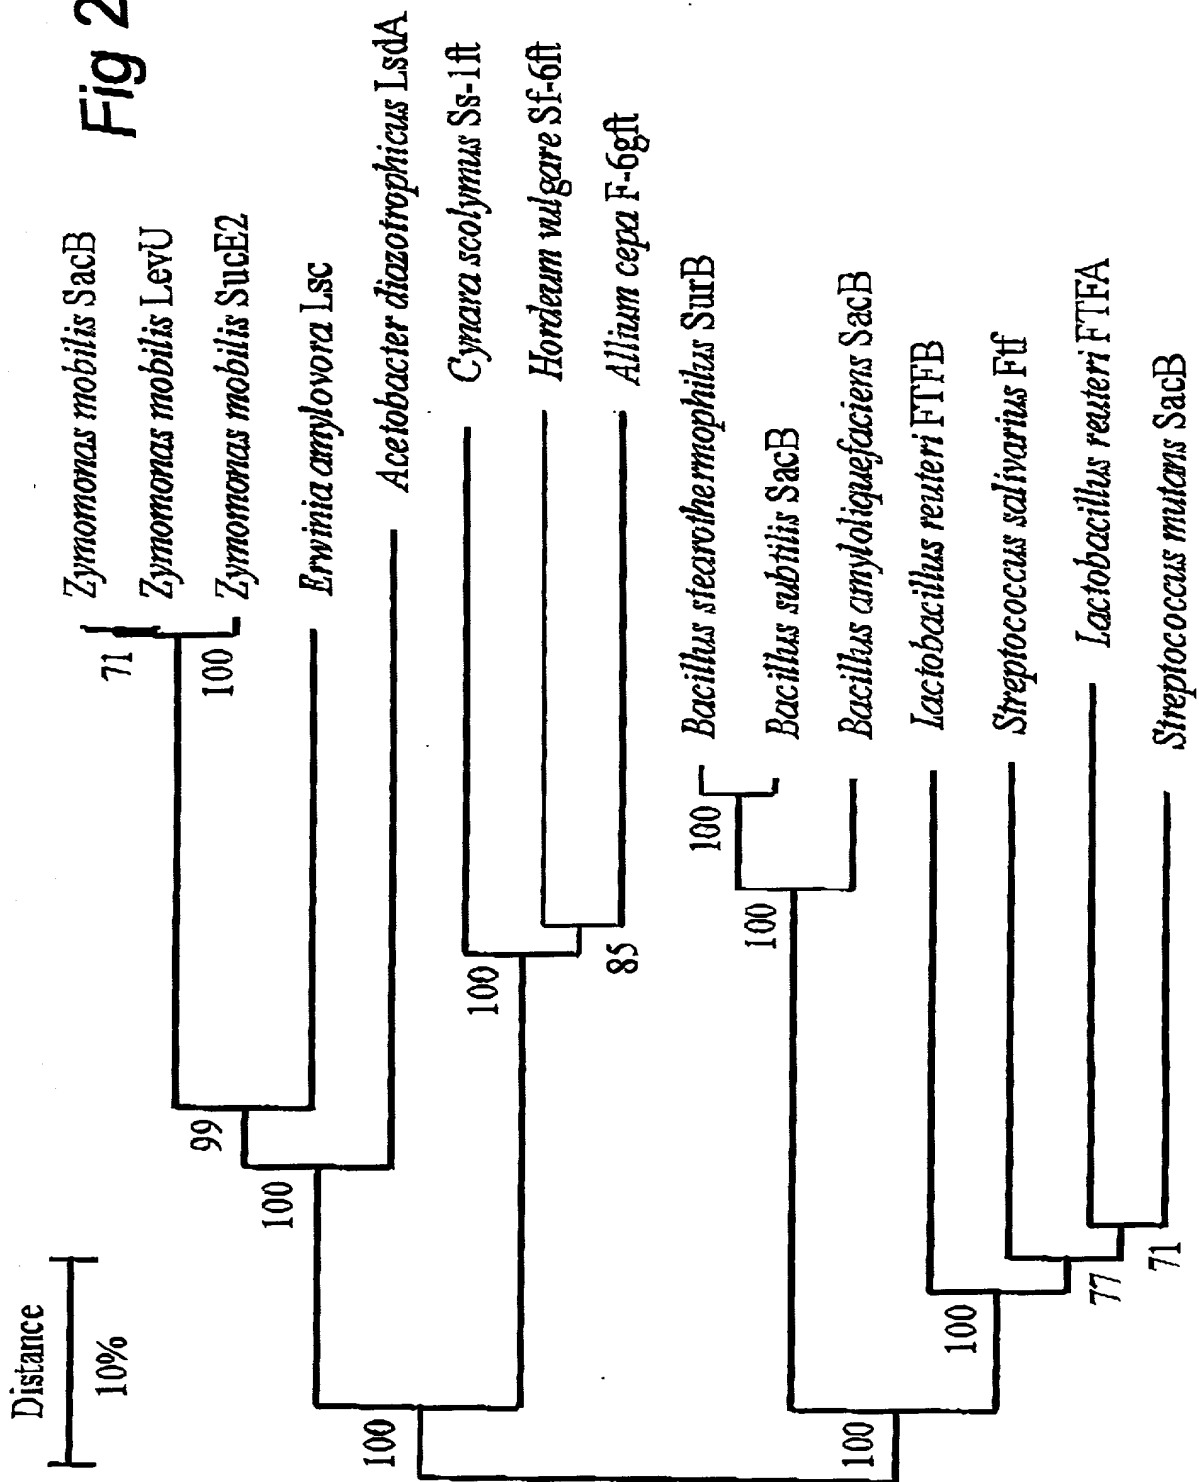 Fig 2
Distance
10%
Zymomonas mobilis SacB
Zymomonas mobilis LevU
Zymomonas mobilis SucE2
Erwinia amylovora Lsc
Acetobacter diazotrophicus LsdA
Cynara scolymus Ss-1ft
Hordeum vulgare Sf-6ft
Allium cepa F-6gft
Bacillus stearothermophilus SurB
Bacillus subtilis SacB
Bacillus amyloliquefaciens SacB
Lactobacillus reuteri FTFB
Streptococcus salivarius Ftf
Lactobacillus reuteri FTFA
Streptococcus mutans SacB
71
100
99
100
100
85
100
100
100
100
77
71
100